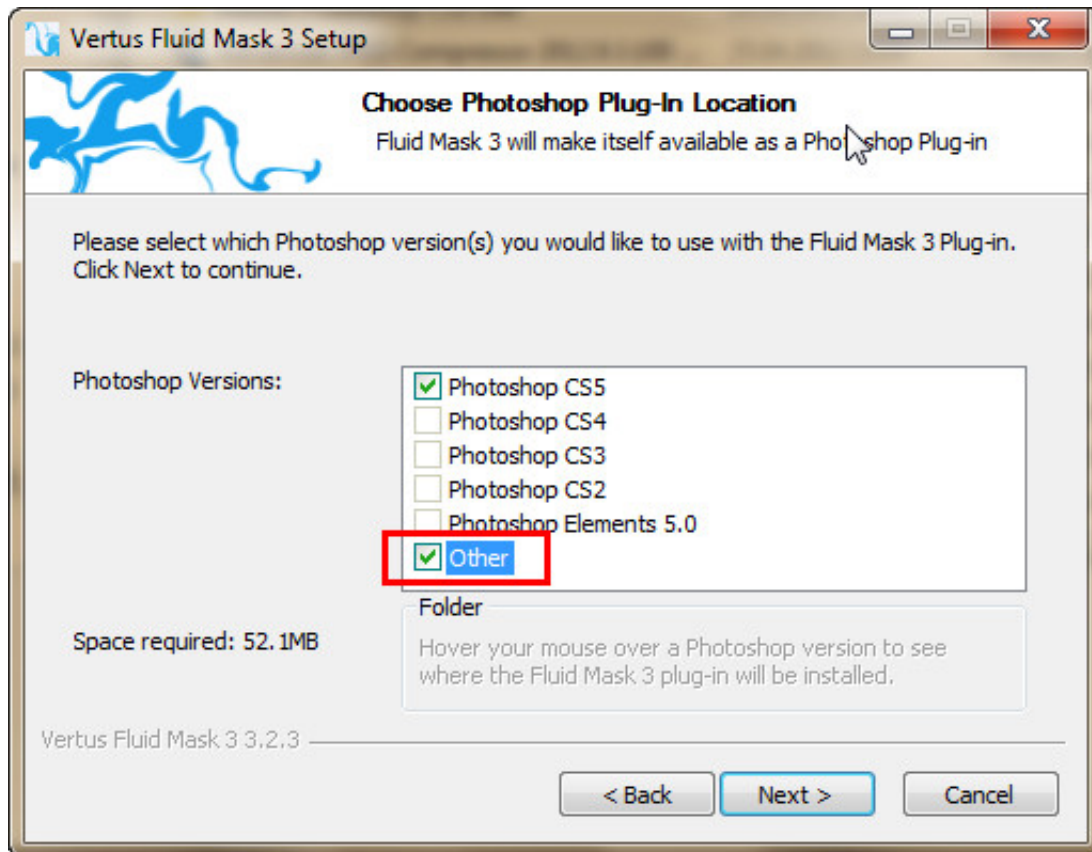 Vertus Fluid Mask 3 Setup
Choose Photoshop Plug-In Location
Fluid Mask 3 will make itself available as a Photoshop Plug-in
Please select which Photoshop version(s) you would like to use with the Fluid Mask 3 Plug-in.
Click Next to continue.
Photoshop Versions:
Photoshop CS5
Photoshop CS4
Photoshop CS3
Photoshop CS2
Photoshop Elements 5.0
Other
Space required: 52.1MB
Folder
Hover your mouse over a Photoshop version to see
where the Fluid Mask 3 plug-in will be installed.
Vertus Fluid Mask 3 3.2.3
< Back
Next >
Cancel